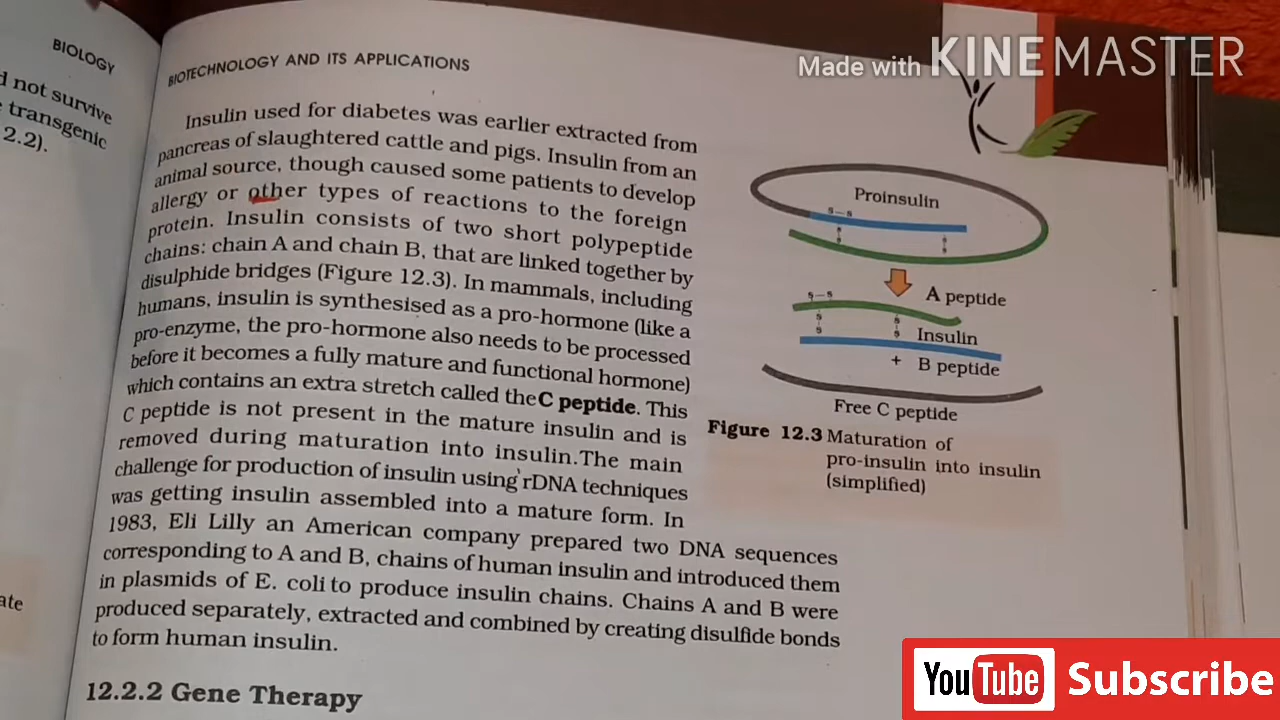 BIOLOGY
d not survive
transgenic
2.2).
ate
BIOTECHNOLOGY AND ITS APPLICATIONS
Made with KINEMASTER
Insulin used for diabetes was earlier extracted from
pancreas of slaughtered cattle and pigs. Insulin from an
animal source, though caused some patients to develop
allergy or other types of reactions to the foreign
protein. Insulin consists of two short polypeptide
chains: chain A and chain B, that are linked together by
disulphide bridges (Figure 12.3). In mammals, including
humans, insulin is synthesised as a pro-hormone (like a
pro-enzyme, the pro-hormone also needs to be processed
before it becomes a fully mature and functional hormone)
which contains an extra stretch called the C peptide. This
C peptide is not present in the mature insulin and is
removed during maturation into insulin.The main
challenge for production of insulin using rDNA techniques
was getting insulin assembled into a mature form. In
1983, Eli Lilly an American company prepared two DNA sequences
corresponding to A and B, chains of human insulin and introduced them
in plasmids of E. coli to produce insulin chains. Chains A and B were
produced separately, extracted and combined by creating disulfide bonds
to form human insulin.
12.2.2 Gene Therapy
Proinsulin
s–s
s
s
s
s
A peptide
s–s
s
s
s
s
Insulin
+ B peptide
Free C peptide
Figure 12.3 Maturation of
pro-insulin into insulin
(simplified)
YouTube Subscribe